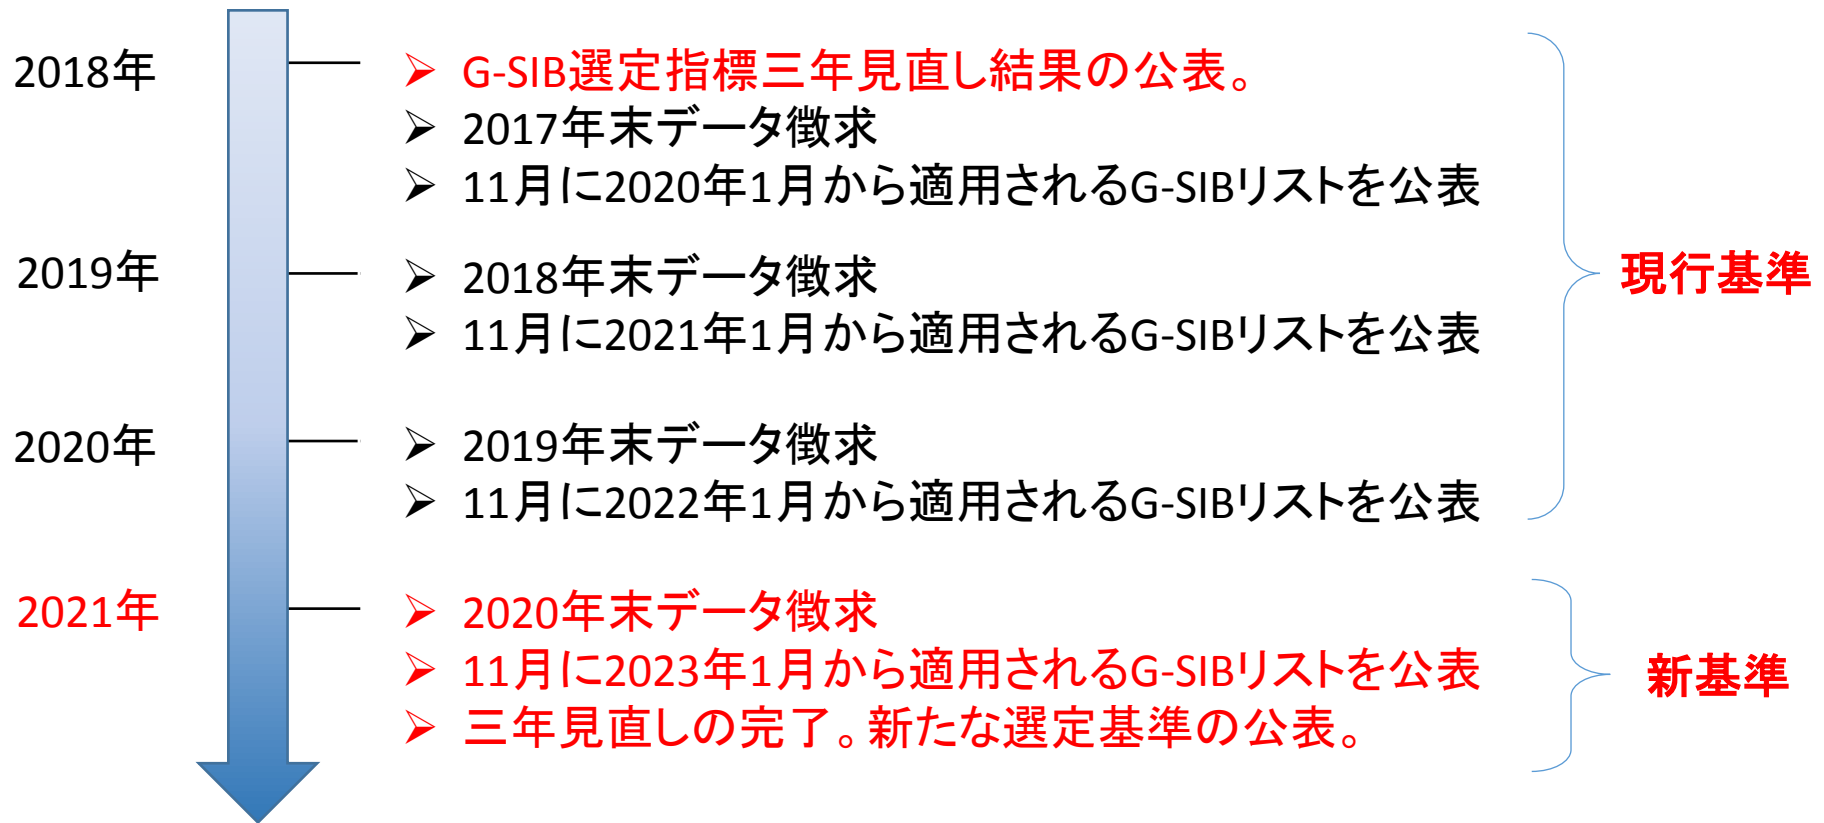 2018年
➢ G-SIB選定指標三年見直し結果の公表。
➢ 2017年末データ徴求
➢ 11月に2020年1月から適用されるG-SIBリストを公表
2019年
➢ 2018年末データ徴求
➢ 11月に2021年1月から適用されるG-SIBリストを公表
現行基準
2020年
➢ 2019年末データ徴求
➢ 11月に2022年1月から適用されるG-SIBリストを公表
2021年
➢ 2020年末データ徴求
➢ 11月に2023年1月から適用されるG-SIBリストを公表
➢ 三年見直しの完了。新たな選定基準の公表。
新基準